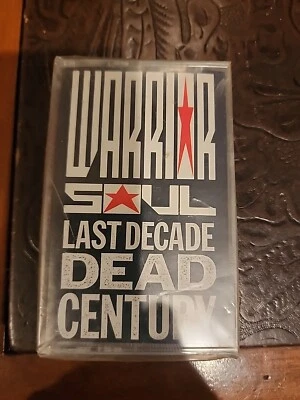 WARRIOR
SOUL
LAST DECADE
DEAD
CENTURY